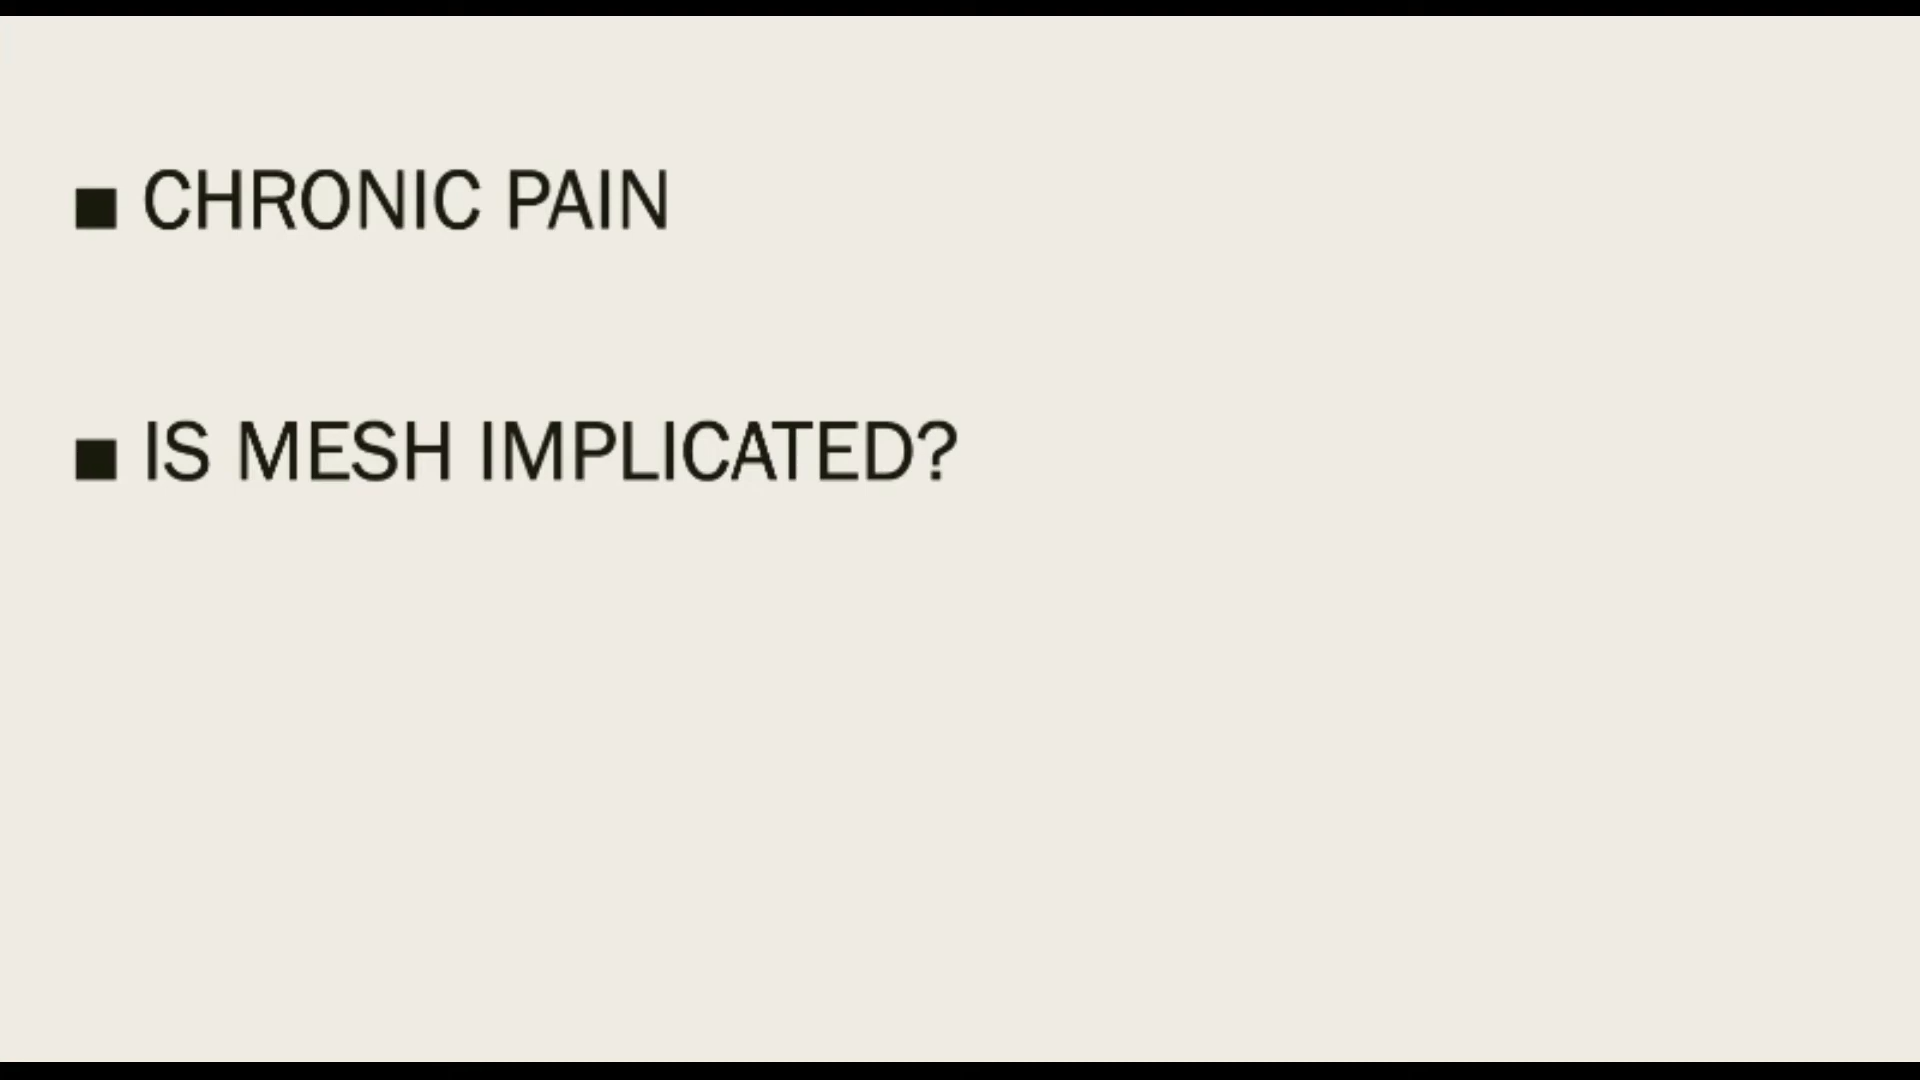 ■ CHRONIC PAIN
■ IS MESH IMPLICATED?